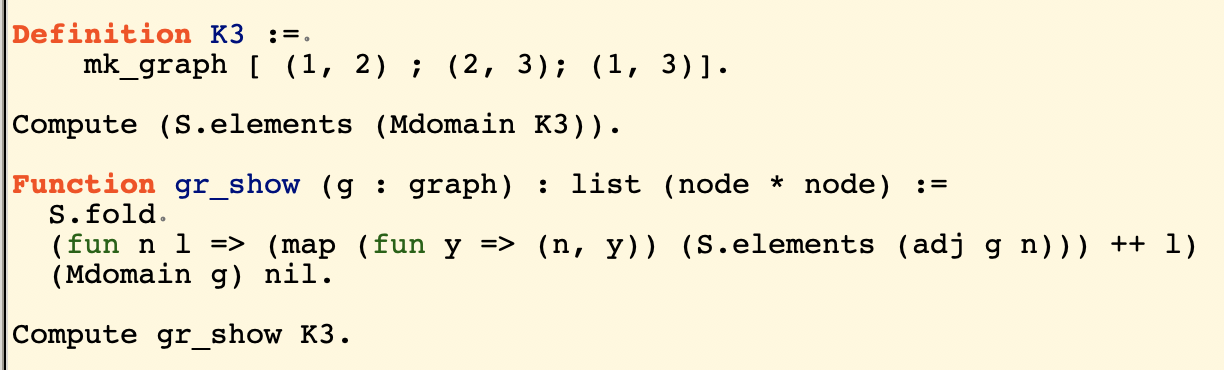 Definition K3 :=
    mk_graph [ (1, 2) ; (2, 3); (1, 3)].
Compute (S.elements (Mdomain K3)).
Function gr_show (g : graph) : list (node * node) :=
  S.fold
  (fun n l => (map (fun y => (n, y)) (S.elements (adj g n))) ++ l)
  (Mdomain g) nil.
Compute gr_show K3.